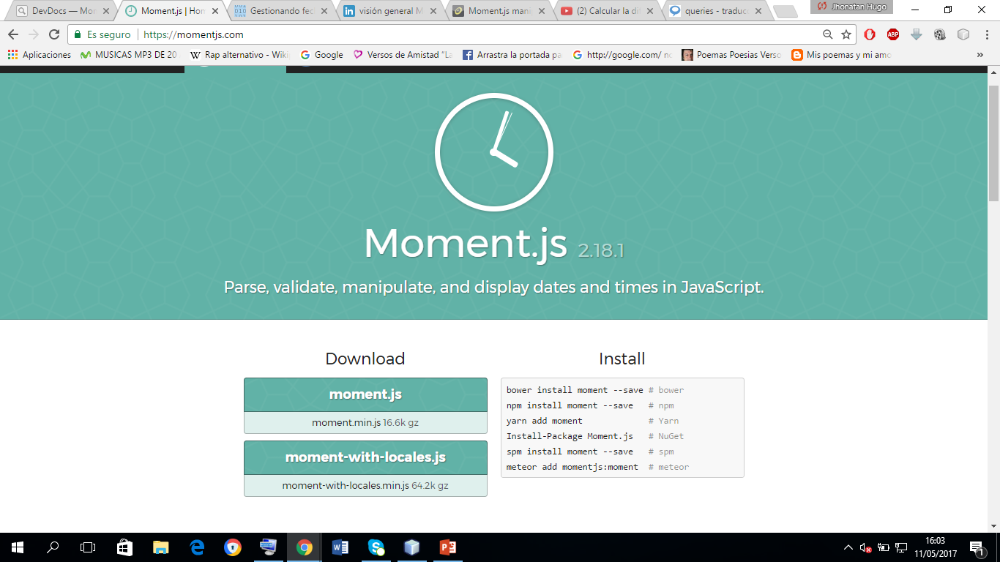 DevDocs — Mon
Moment.js | Hom
Gestionando fec
visión general M
Moment.js mani
(2) Calcular la di
queries - traducc
Jhonatan Hugo
Es seguro
https://momentjs.com
Aplicaciones
MUSICAS MP3 DE 20
Rap alternativo - Wiki
Google
Versos de Amistad “La
Arrastra la portada pa
http://google.com/ no
Poemas Poesias Verso
Mis poemas y mi amo
»
Moment.js 2.18.1
Parse, validate, manipulate, and display dates and times in JavaScript.
Download
moment.js
moment.min.js 16.6k gz
moment-with-locales.js
moment-with-locales.min.js 64.2k gz
Install
bower install moment --save # bower
npm install moment --save # npm
yarn add moment # Yarn
Install-Package Moment.js # NuGet
spm install moment --save # spm
meteor add momentjs:moment # meteor
16:03
11/05/2017
1